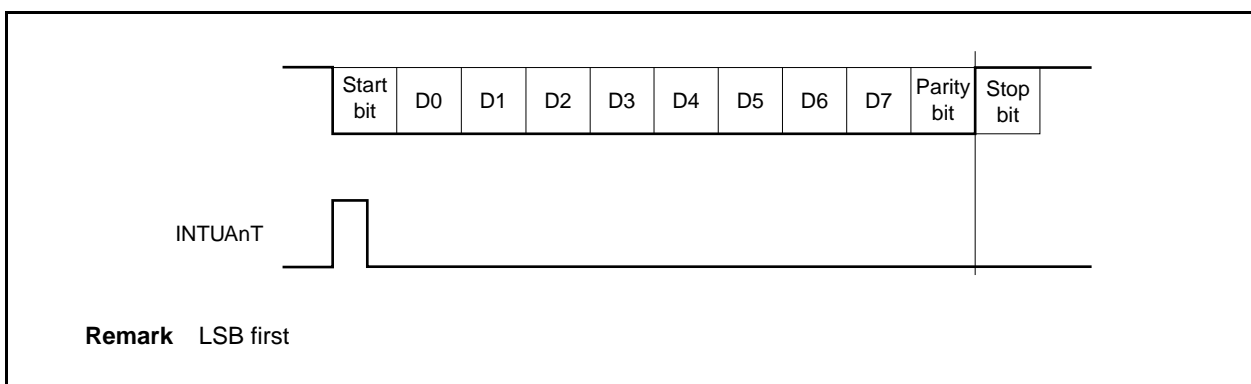 Start bit D0 D1 D2 D3 D4 D5 D6 D7 Parity bit Stop bit
INTUAnT
Remark LSB first